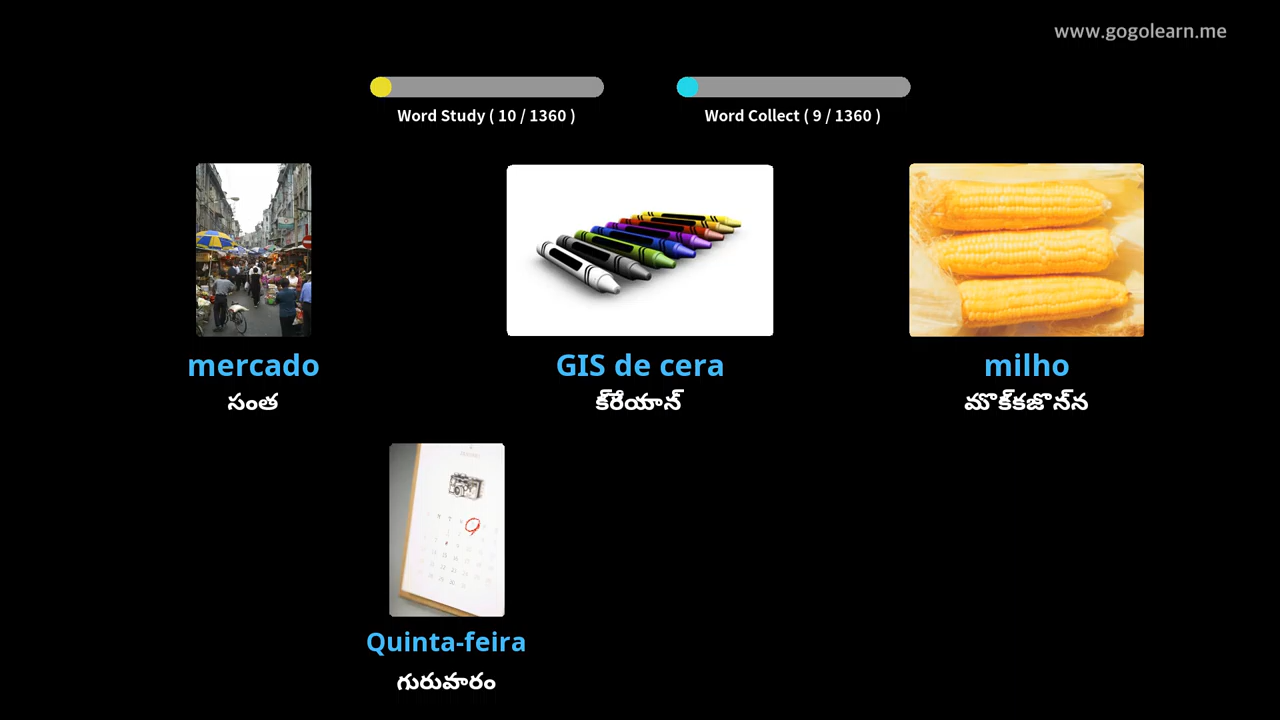 www.gogolearn.me
Word Study ( 10 / 1360 )
Word Collect ( 9 / 1360 )
mercado
GIS de cera
milho
సంత
క్‌రేయాన్
మొక్‌కజొన్‌న
Quinta-feira
గురువారం